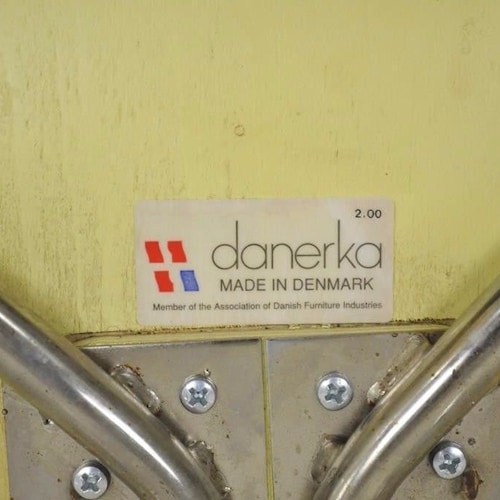 2.00
danerka
MADE IN DENMARK
Member of the Association of Danish Furniture Industries